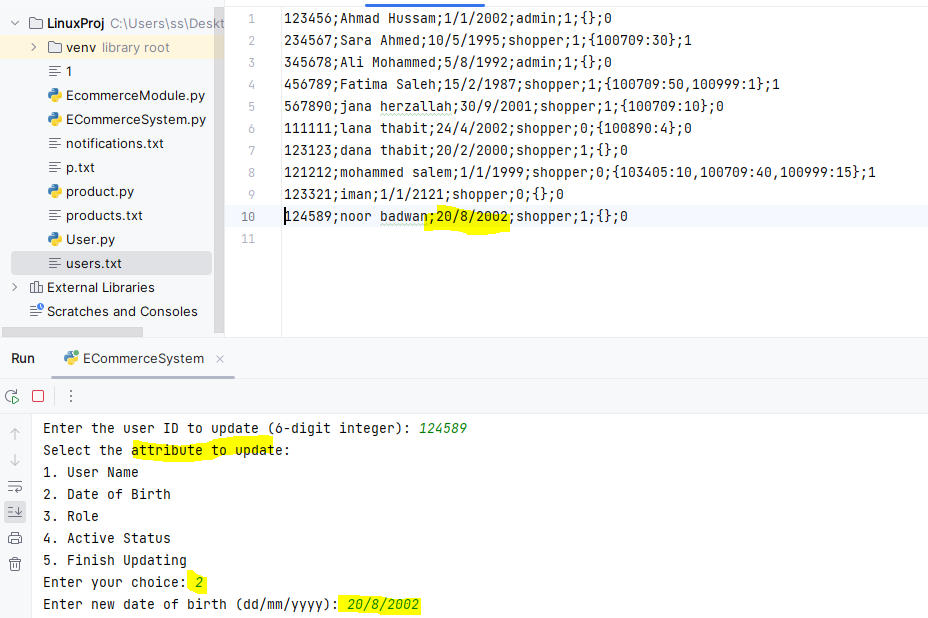 LinuxProj C:\Users\ss\Deskt
venv library root
1
EcommerceModule.py
ECommerceSystem.py
notifications.txt
p.txt
product.py
products.txt
User.py
users.txt
External Libraries
Scratches and Consoles
1 123456;Ahmad Hussam;1/1/2002;admin;1;{};0
2 234567;Sara Ahmed;10/5/1995;shopper;1;{100709:30};1
3 345678;Ali Mohammed;5/8/1992;admin;1;{};0
4 456789;Fatima Saleh;15/2/1987;shopper;1;{100709:50,100999:1};1
5 567890;jana herzallah;30/9/2001;shopper;1;{100709:10};0
6 111111;lana thabit;24/4/2002;shopper;0;{100890:4};0
7 123123;dana thabit;20/2/2000;shopper;1;{};0
8 121212;mohammed salem;1/1/1999;shopper;0;{103405:10,100709:40,100999:15};1
9 123321;iman;1/1/2121;shopper;0;{};0
10 124589;noor badwan;20/8/2002;shopper;1;{};0
11
Run ECommerceSystem
Enter the user ID to update (6-digit integer): 124589
Select the attribute to update:
1. User Name
2. Date of Birth
3. Role
4. Active Status
5. Finish Updating
Enter your choice: 2
Enter new date of birth (dd/mm/yyyy): 20/8/2002